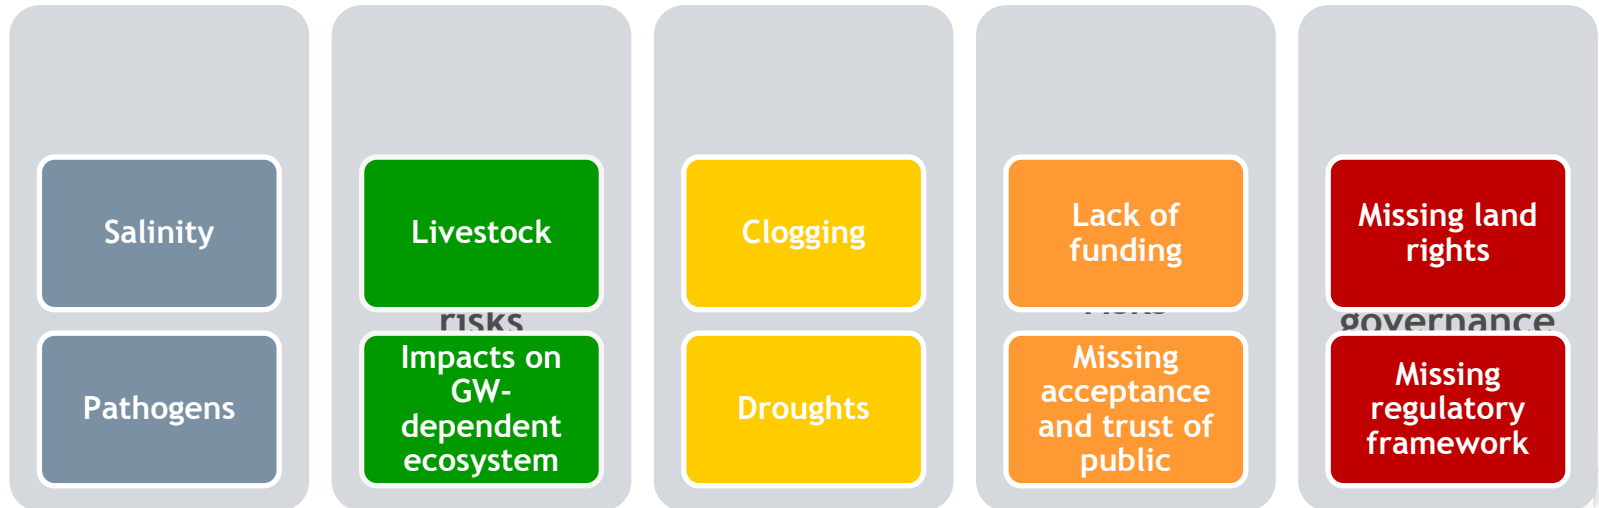 Salinity
Pathogens
risks
Livestock
Impacts on
GW-
dependent
ecosystem
Clogging
Droughts
Lack of
funding
Missing
acceptance
and trust of
public
governance
Missing land
rights
Missing
regulatory
framework